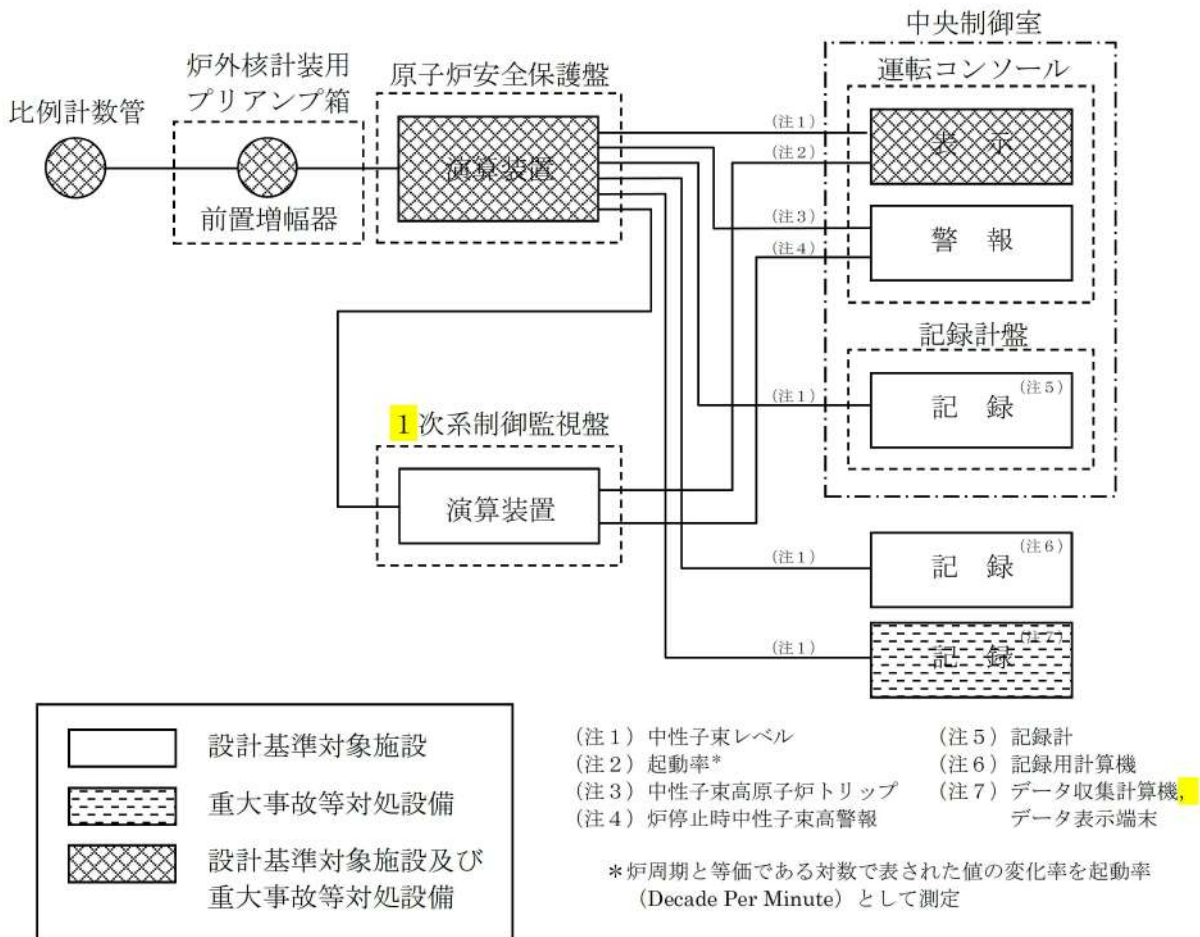 中央制御室
運転コンソール
炉外核計装用
プリアンプ箱
原子炉安全保護盤
比例計数管
前置増幅器
演算装置
(注1)
表 示
(注2)
(注3)
警 報
(注4)
記録計盤
(注1)
記 録
(注5)
1次系制御監視盤
演算装置
(注1)
記 録
(注6)
(注1)
記 録
(注7)
設計基準対象施設
重大事故等対処設備
設計基準対象施設及び
重大事故等対処設備
(注1) 中性子束レベル
(注2) 起動率*
(注3) 中性子束高原子炉トリップ
(注4) 炉停止時中性子束高警報
(注5) 記録計
(注6) 記録用計算機
(注7) データ収集計算機,
データ表示端末
*炉周期と等価である対数で表された値の変化率を起動率
(Decade Per Minute) として測定